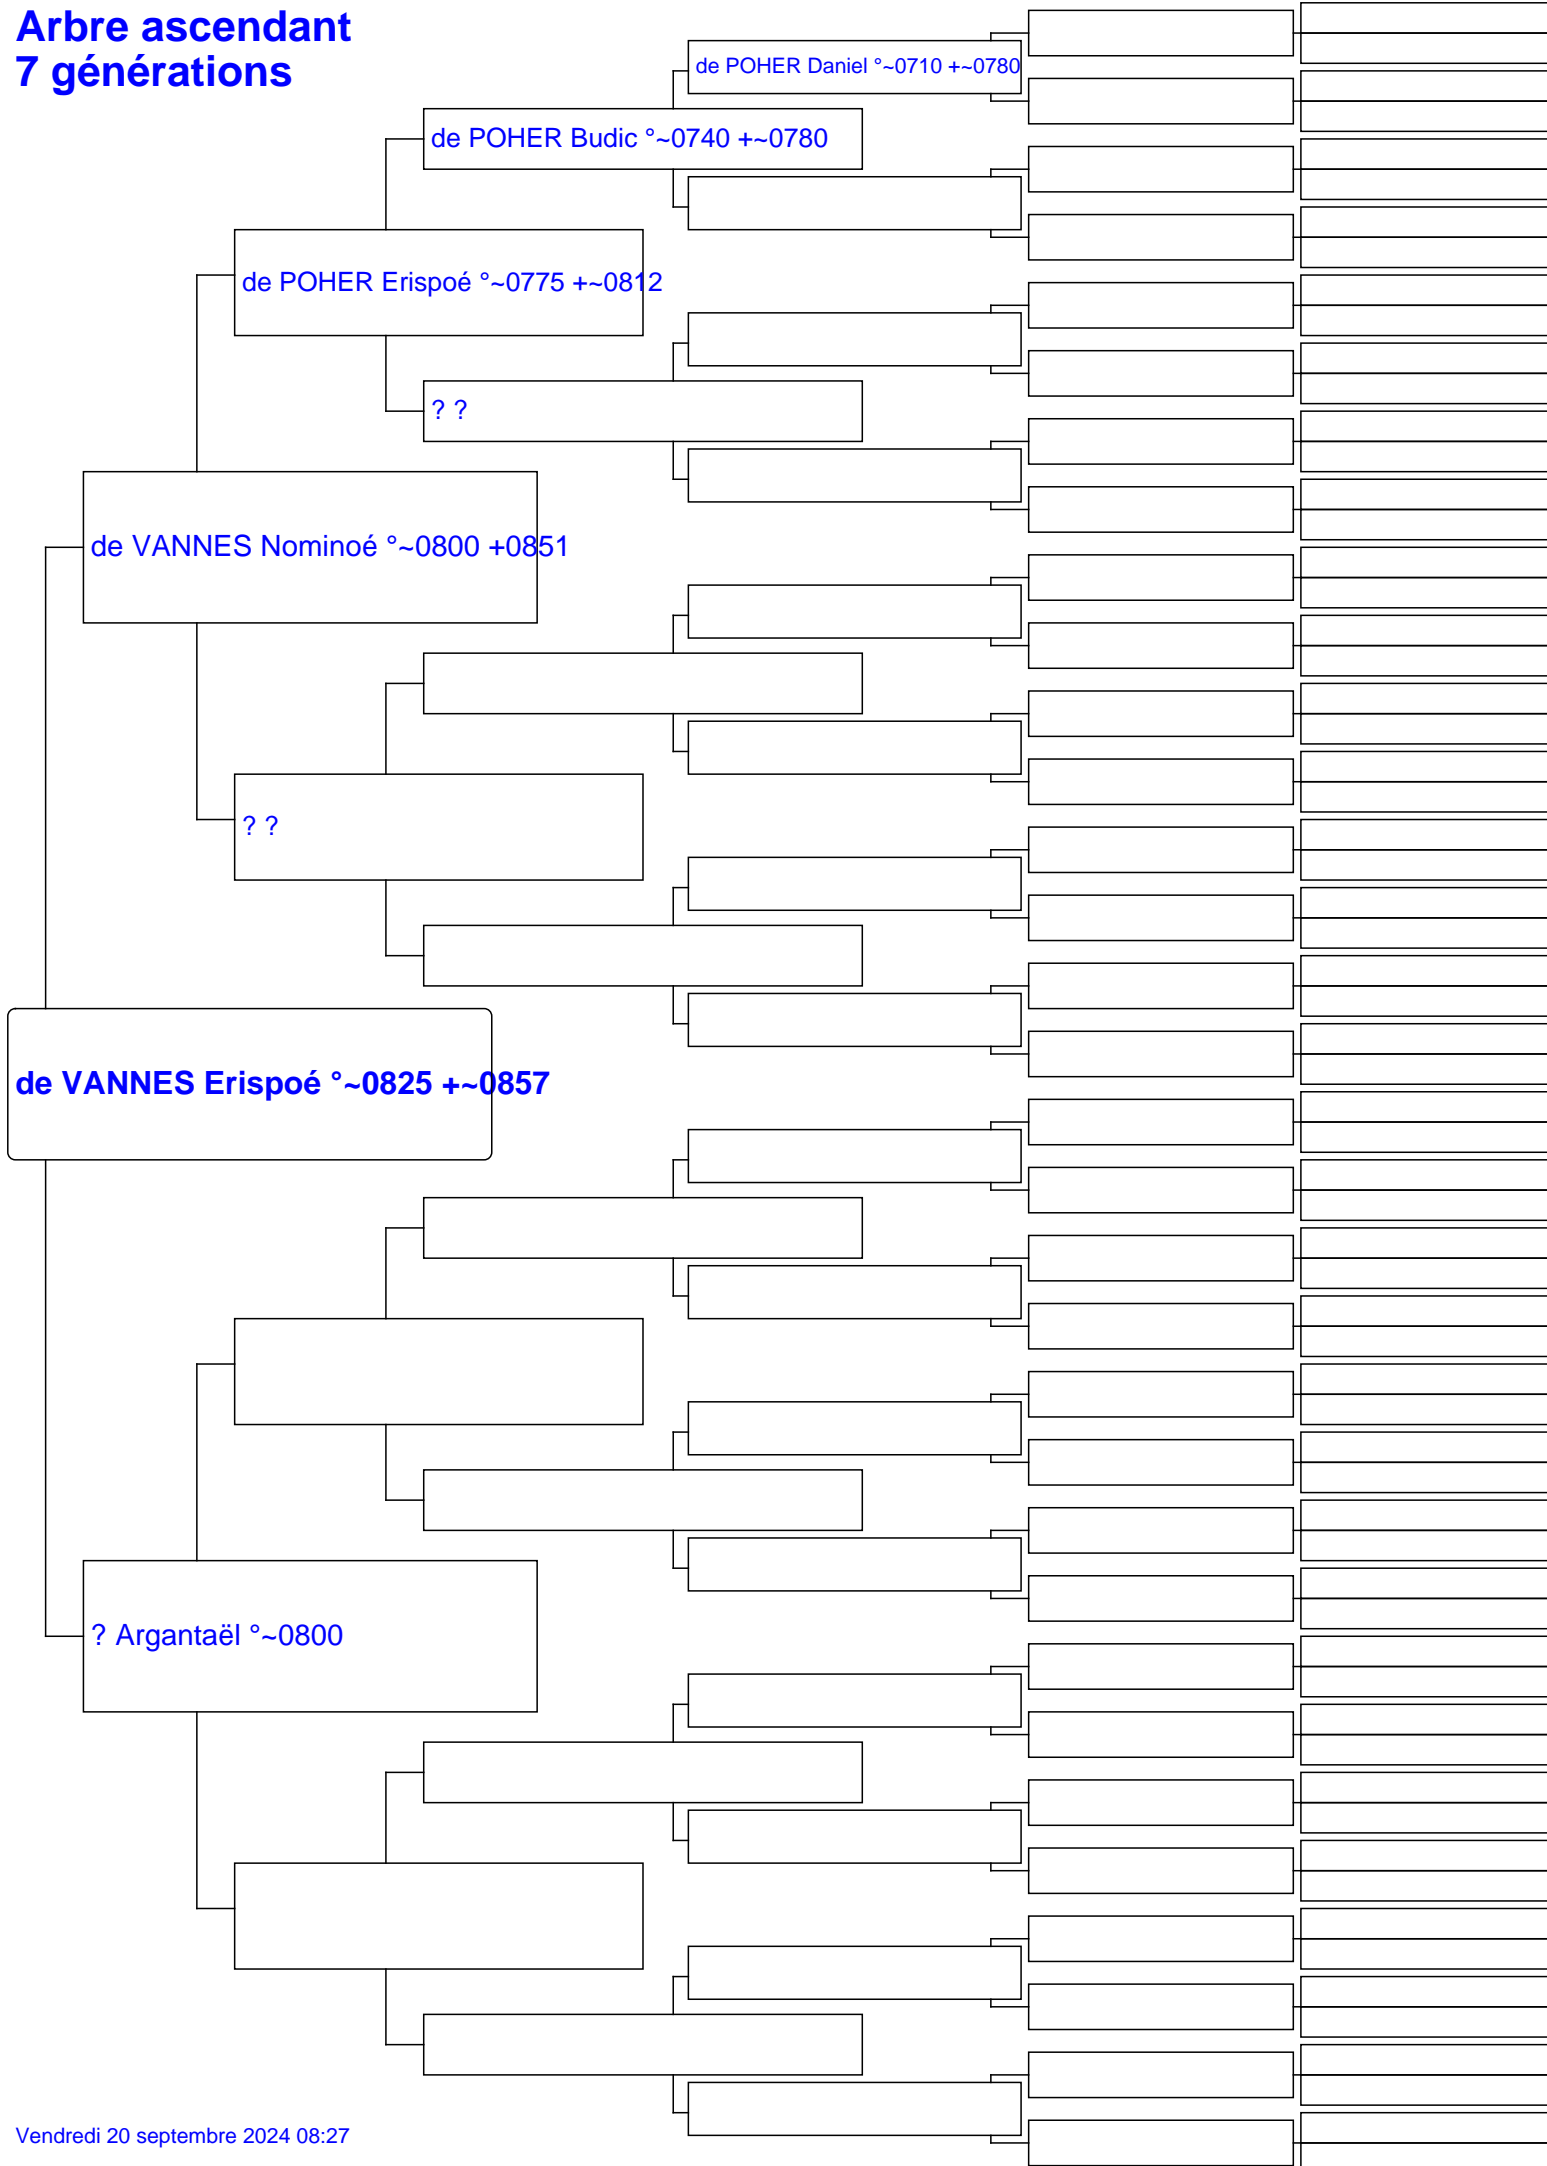 Arbre ascendant
7 générations
de POHER Daniel °~0710 +~0780
de POHER Budic °~0740 +~0780
de POHER Erispoé °~0775 +~0812
? ?
de VANNES Nominoé °~0800 +0851
? ?
de VANNES Erispoé °~0825 +~0857
? Argantaël °~0800
Vendredi 20 septembre 2024 08:27